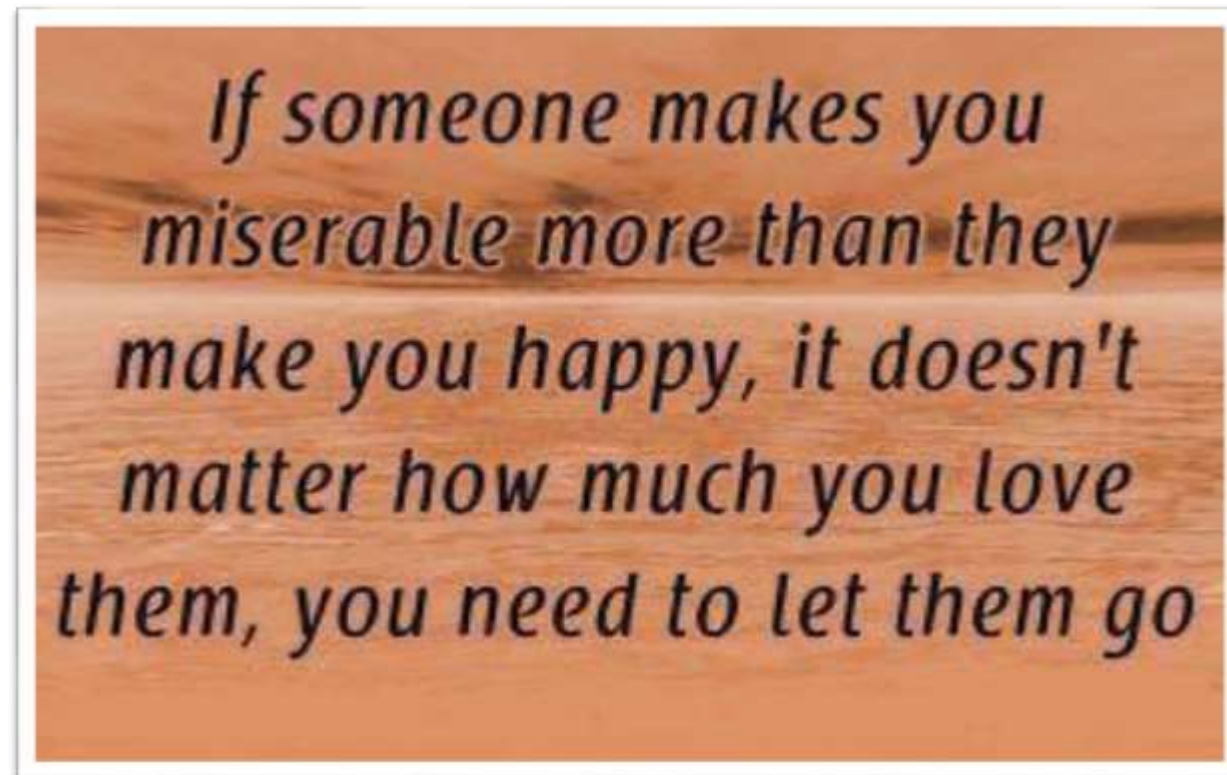 If someone makes you
miserable more than they
make you happy, it doesn't
matter how much you love
them, you need to let them go